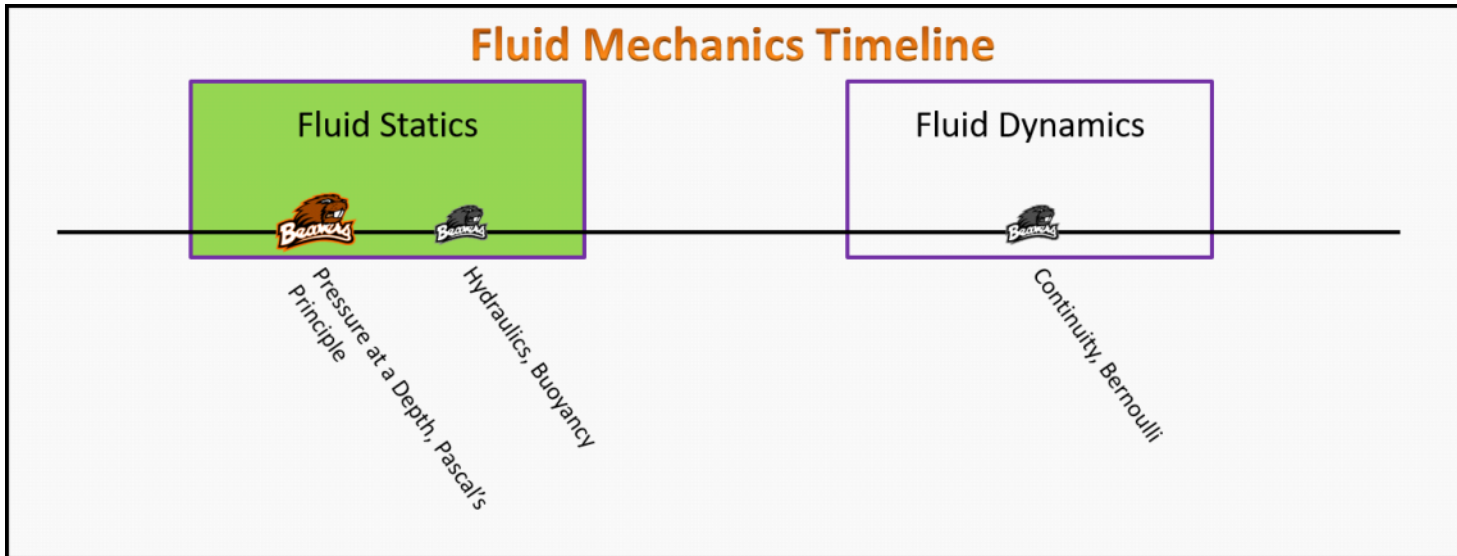 Fluid Mechanics Timeline
Fluid Statics
Fluid Dynamics
Beavers
Beavers
Beavers
Pressure at a Depth, Pascal's
Principle
Hydraulics, Buoyancy
Continuity, Bernoulli